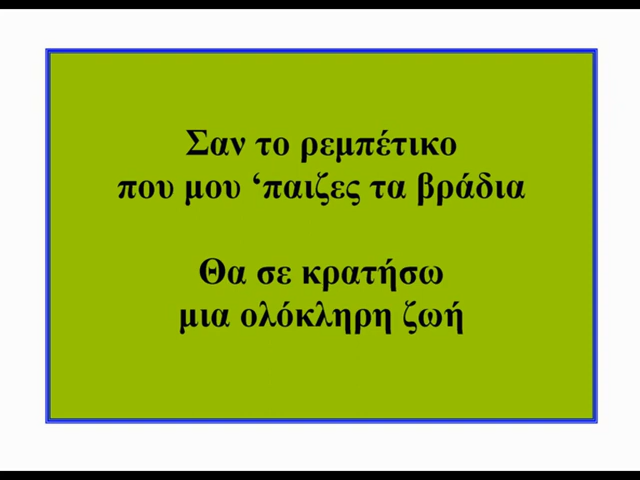 Σαν το ρεμπέτικο
που μου ‘παιζες τα βράδια
Θα σε κρατήσω
μια ολόκληρη ζωή